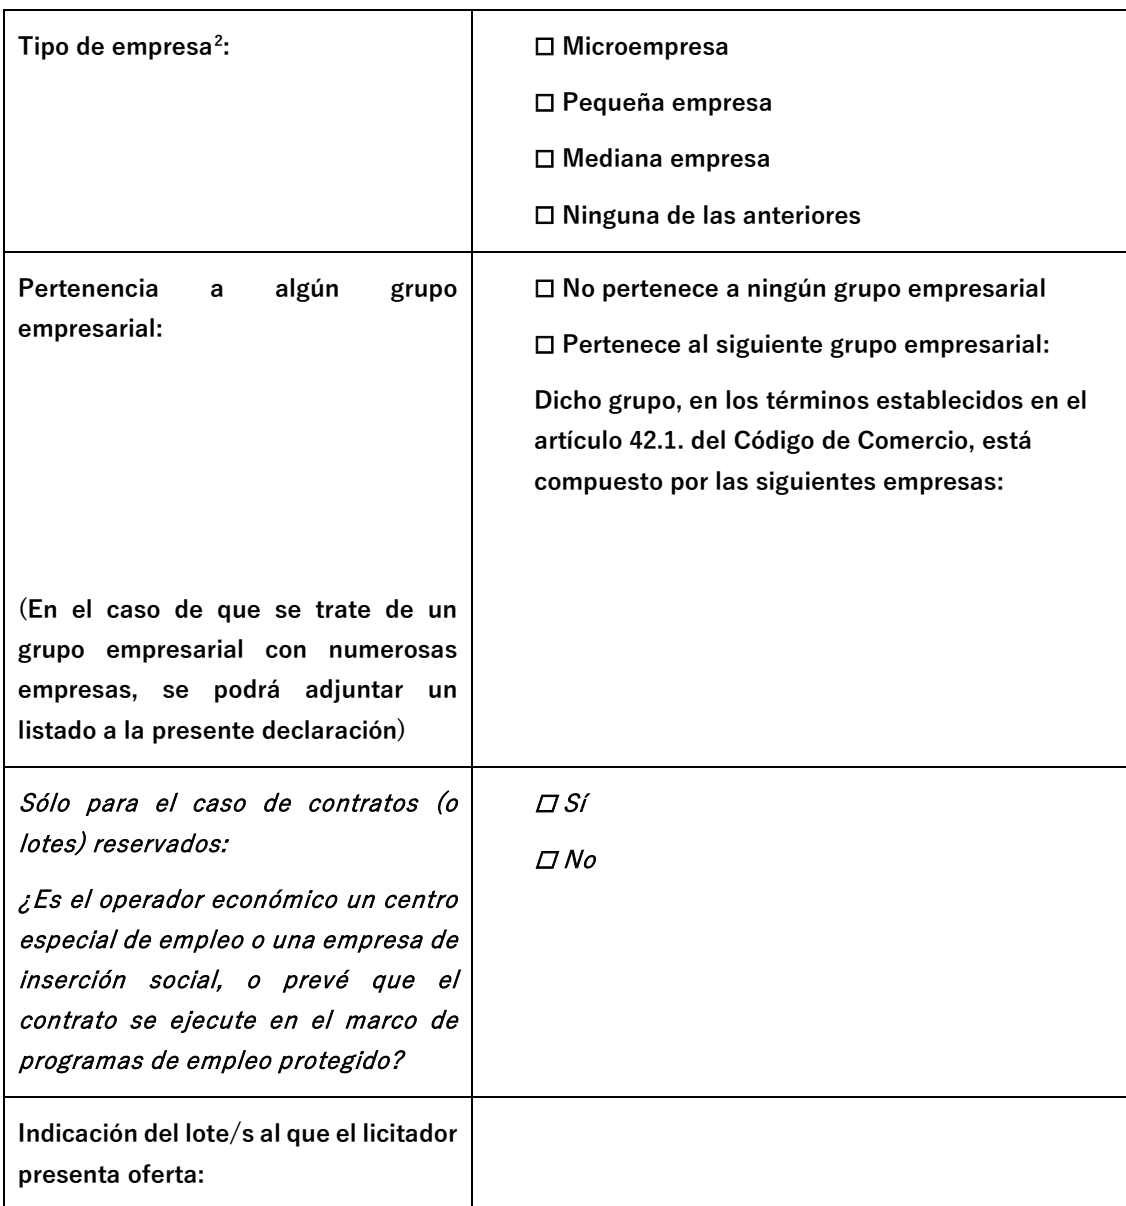 Tipo de empresa²:
☐ Microempresa
☐ Pequeña empresa
☐ Mediana empresa
☐ Ninguna de las anteriores
Pertenencia a algún grupo
empresarial:
(En el caso de que se trate de un
grupo empresarial con numerosas
empresas, se podrá adjuntar un
listado a la presente declaración)
☐ No pertenece a ningún grupo empresarial
☐ Pertenece al siguiente grupo empresarial:
Dicho grupo, en los términos establecidos en el
artículo 42.1. del Código de Comercio, está
compuesto por las siguientes empresas:
Sólo para el caso de contratos (o
lotes) reservados:
¿Es el operador económico un centro
especial de empleo o una empresa de
inserción social, o prevé que el
contrato se ejecute en el marco de
programas de empleo protegido?
☐ Sí
☐ No
Indicación del lote/s al que el licitador
presenta oferta: